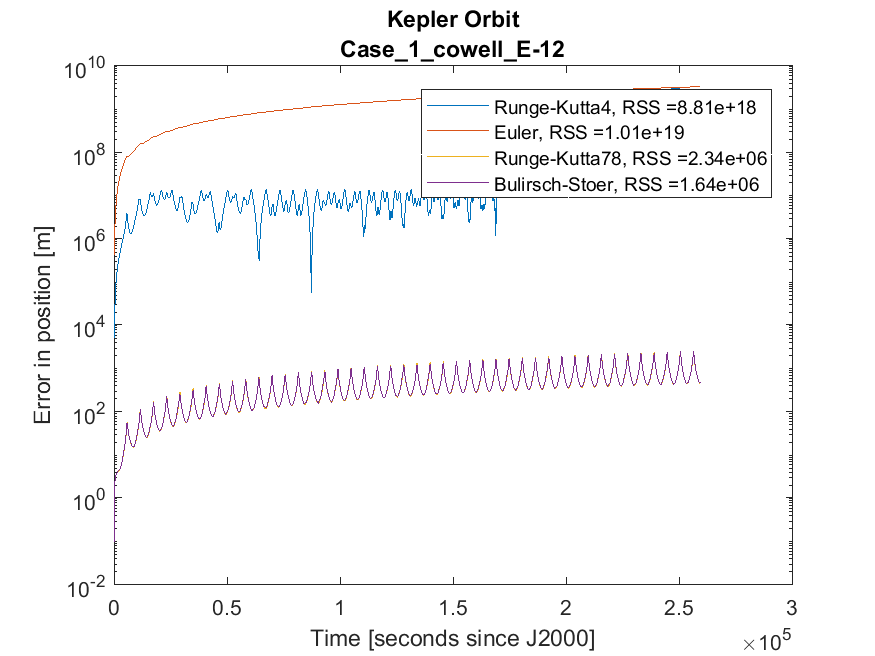 Kepler Orbit
Case_1_cowell_E-12
10^10
10^8
10^6
10^4
10^2
10^0
10^-2
Error in position [m]
Runge-Kutta4, RSS =8.81e+18
Euler, RSS =1.01e+19
Runge-Kutta78, RSS =2.34e+06
Bulirsch-Stoer, RSS =1.64e+06
0 0.5 1 1.5 2 2.5 3
Time [seconds since J2000]
×10^5